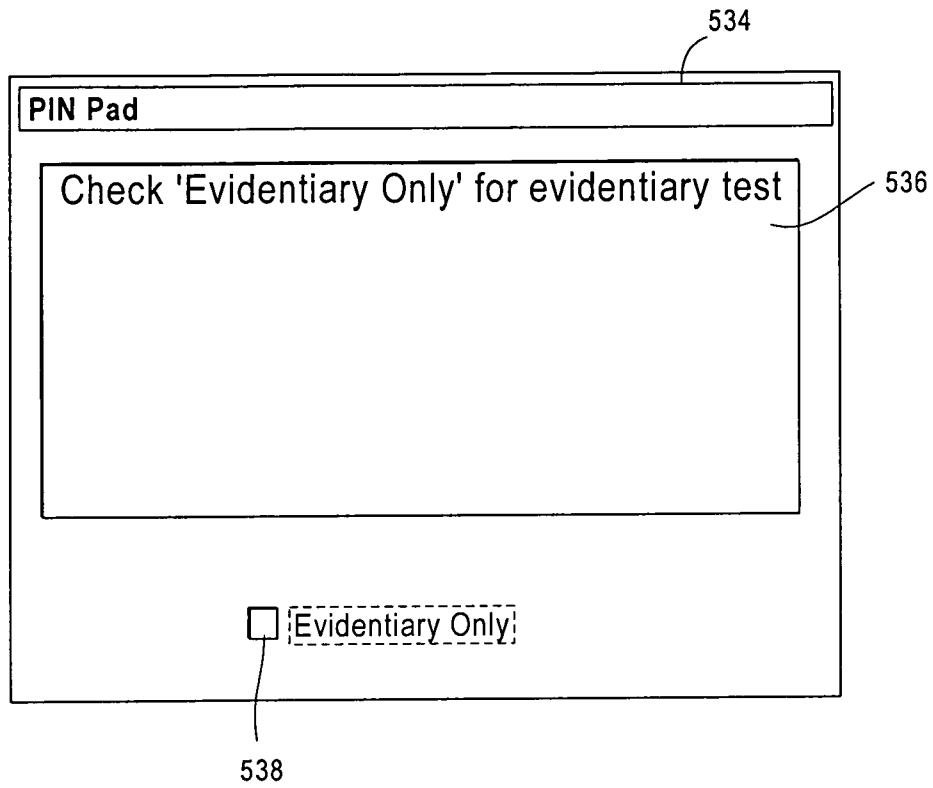 534
PIN Pad
Check 'Evidentiary Only' for evidentiary test
536
Evidentiary Only
538